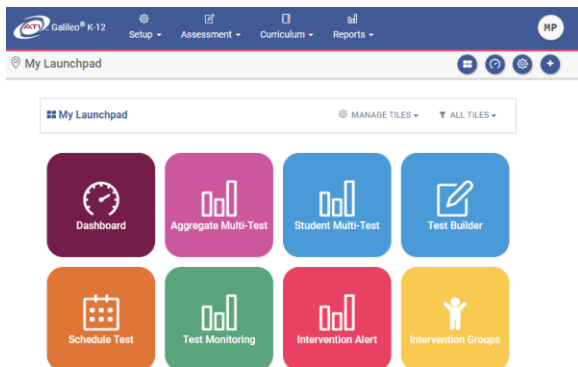 ATI Galileo® K-12
Setup Assessment Curriculum Reports
MP
My Launchpad
My Launchpad MANAGE TILES ALL TILES
Dashboard Aggregate Multi-Test Student Multi-Test Test Builder
Schedule Test Test Monitoring Intervention Alert Intervention Groups